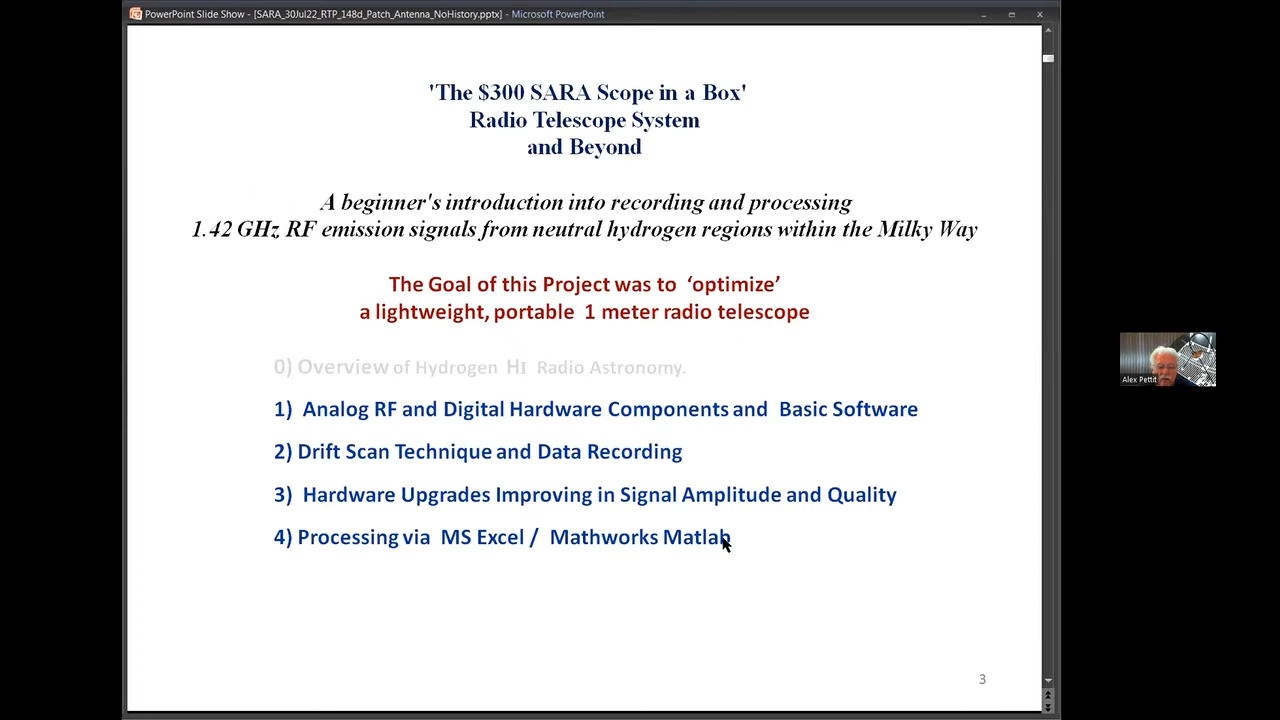 PowerPoint Slide Show - [SARA_30Jul22_RTP_148d_Patch_Antenna_NoHistory.pptx] - Microsoft PowerPoint
'The $300 SARA Scope in a Box'
Radio Telescope System
and Beyond
A beginner's introduction into recording and processing
1.42 GHz RF emission signals from neutral hydrogen regions within the Milky Way
The Goal of this Project was to ‘optimize’
a lightweight, portable 1 meter radio telescope
0) Overview of Hydrogen HI Radio Astronomy.
1) Analog RF and Digital Hardware Components and Basic Software
2) Drift Scan Technique and Data Recording
3) Hardware Upgrades Improving in Signal Amplitude and Quality
4) Processing via MS Excel / Mathworks Matlab
3
Alex Pettit